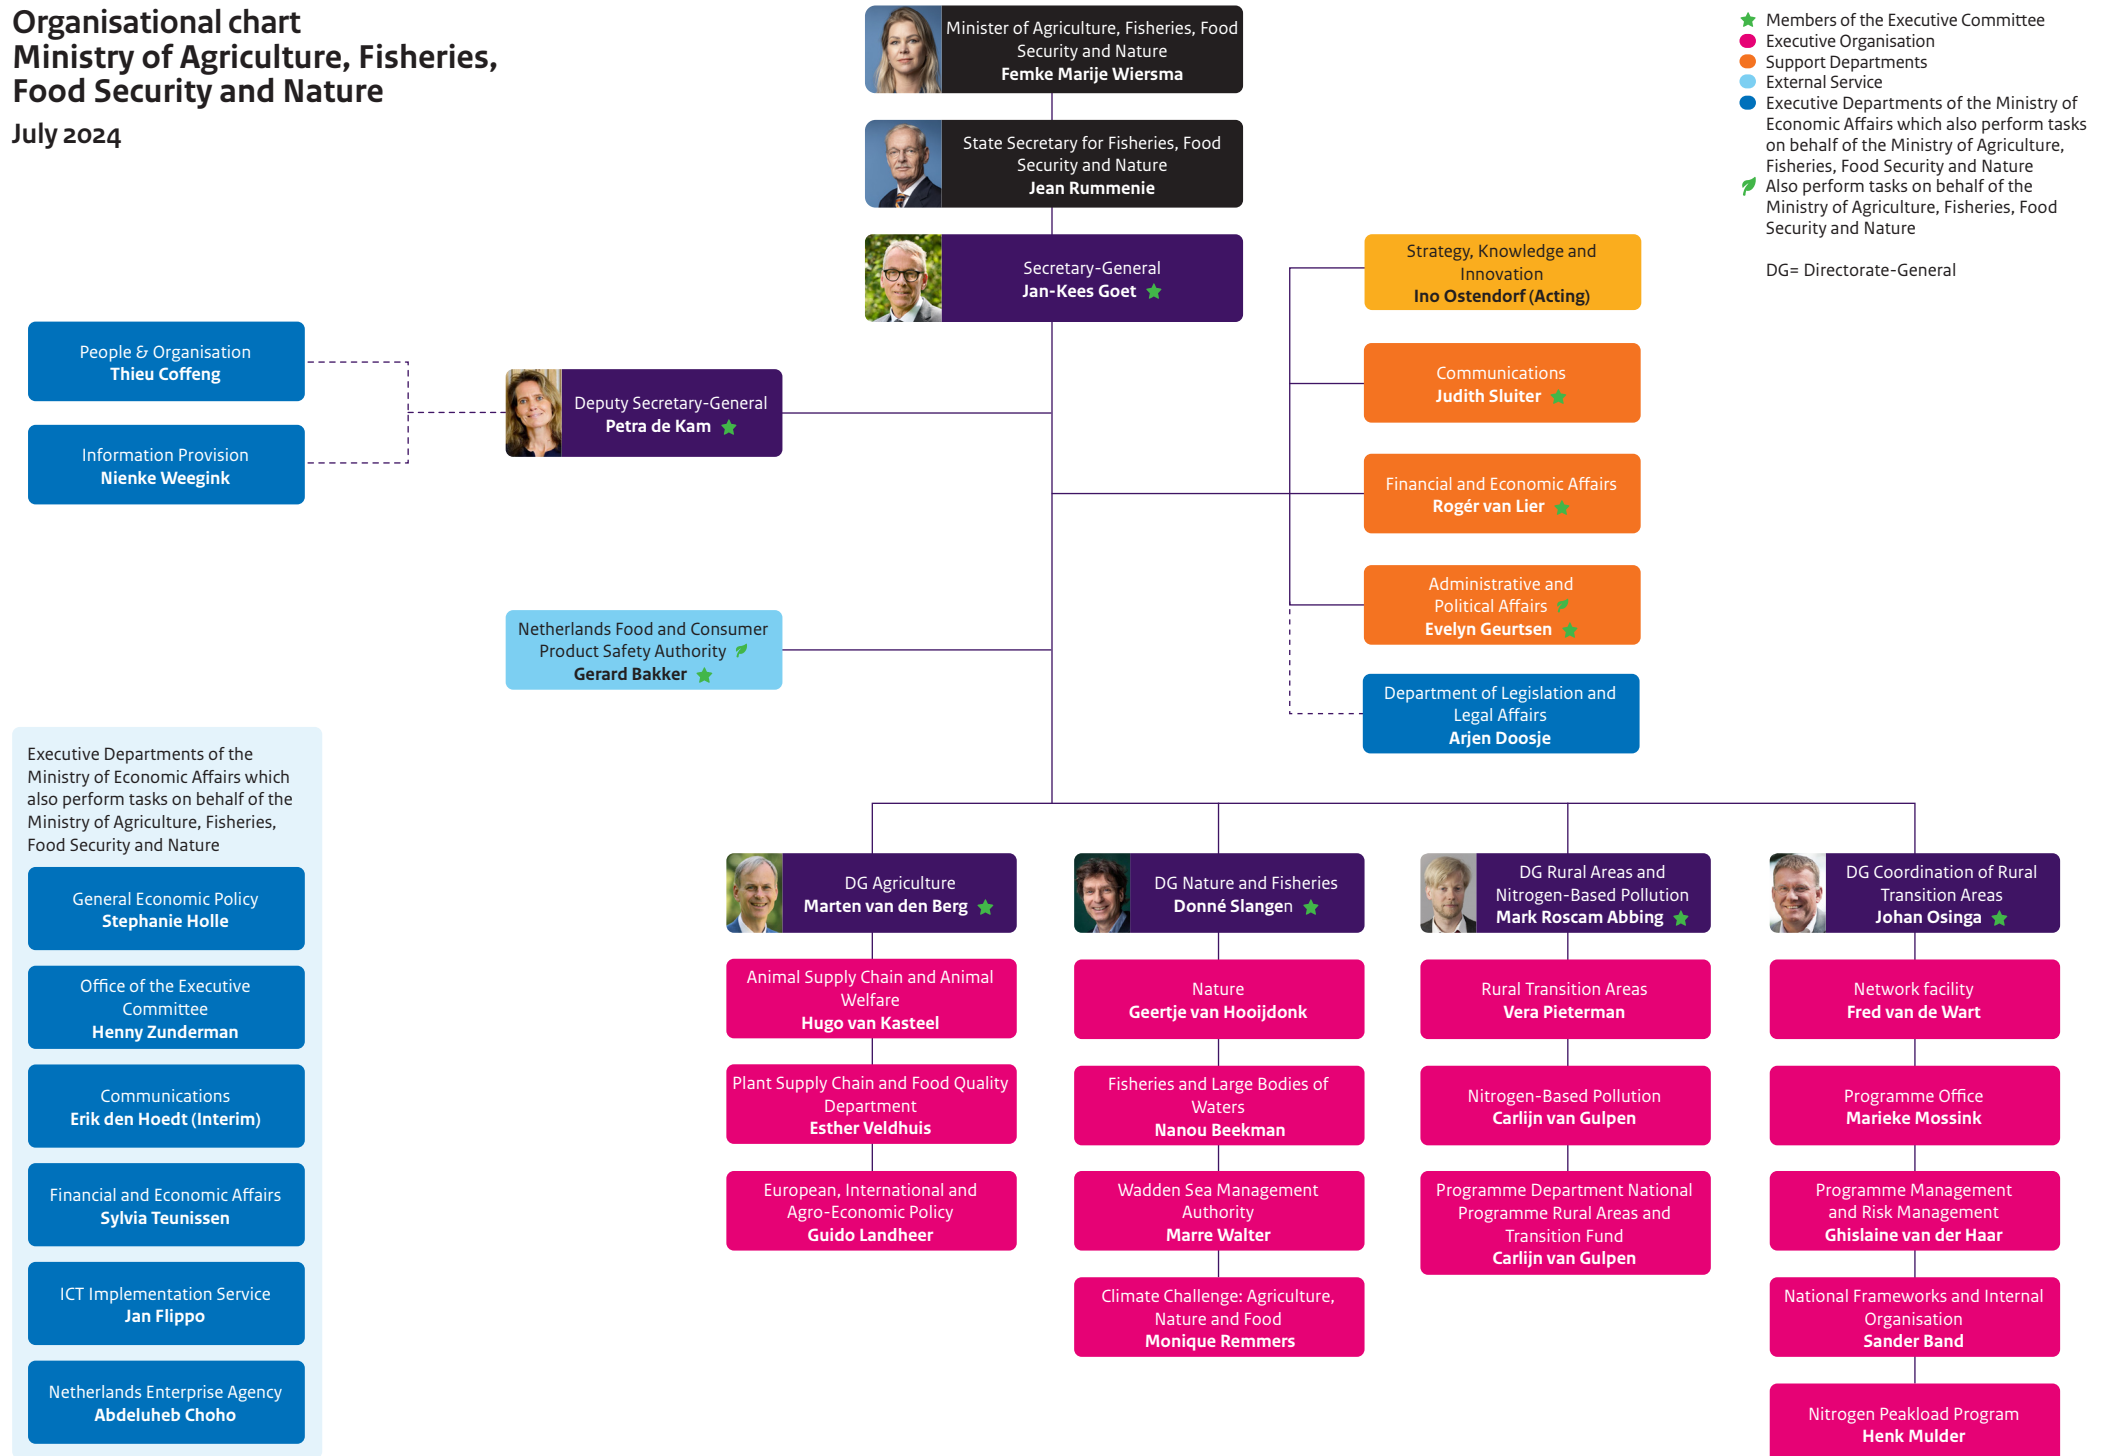 Organisational chart
Ministry of Agriculture, Fisheries,
Food Security and Nature
July 2024
Minister of Agriculture, Fisheries, Food
Security and Nature
Femke Marije Wiersma
State Secretary for Fisheries, Food
Security and Nature
Jean Rummenie
Secretary-General
Jan-Kees Goet
Members of the Executive Committee
Executive Organisation
Support Departments
External Service
Executive Departments of the Ministry of
Economic Affairs which also perform tasks
on behalf of the Ministry of Agriculture,
Fisheries, Food Security and Nature
Also perform tasks on behalf of the
Ministry of Agriculture, Fisheries, Food
Security and Nature
DG= Directorate-General
People & Organisation
Thieu Coffeng
Information Provision
Nienke Weegink
Deputy Secretary-General
Petra de Kam
Strategy, Knowledge and
Innovation
Ino Ostendorf (Acting)
Communications
Judith Sluiter
Financial and Economic Affairs
Rogér van Lier
Administrative and
Political Affairs
Evelyn Geurtsen
Department of Legislation and
Legal Affairs
Arjen Doosje
Netherlands Food and Consumer
Product Safety Authority
Gerard Bakker
Executive Departments of the
Ministry of Economic Affairs which
also perform tasks on behalf of the
Ministry of Agriculture, Fisheries,
Food Security and Nature
General Economic Policy
Stephanie Holle
Office of the Executive
Committee
Henny Zunderman
Communications
Erik den Hoedt (Interim)
Financial and Economic Affairs
Sylvia Teunissen
ICT Implementation Service
Jan Flippo
Netherlands Enterprise Agency
Abdeluheb Choho
DG Agriculture
Marten van den Berg
Animal Supply Chain and Animal
Welfare
Hugo van Kasteel
Plant Supply Chain and Food Quality
Department
Esther Veldhuis
European, International and
Agro-Economic Policy
Guido Landheer
DG Nature and Fisheries
Donné Slangen
Nature
Geertje van Hooijdonk
Fisheries and Large Bodies of
Waters
Nanou Beekman
Wadden Sea Management
Authority
Marre Walter
Climate Challenge: Agriculture,
Nature and Food
Monique Remmers
DG Rural Areas and
Nitrogen-Based Pollution
Mark Roscam Abbing
Rural Transition Areas
Vera Pieterman
Nitrogen-Based Pollution
Carlijn van Gulpen
Programme Department National
Programme Rural Areas and
Transition Fund
Carlijn van Gulpen
DG Coordination of Rural
Transition Areas
Johan Osinga
Network facility
Fred van de Wart
Programme Office
Marieke Mossink
Programme Management
and Risk Management
Ghislaine van der Haar
National Frameworks and Internal
Organisation
Sander Band
Nitrogen Peakload Program
Henk Mulder